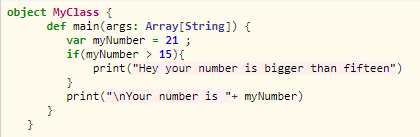 object MyClass {
      def main(args: Array[String]) {
         var myNumber = 21 ;
         if(myNumber > 15){
             print("Hey your number is bigger than fifteen")
         }
         print("\nYour number is "+ myNumber)
      }
   }